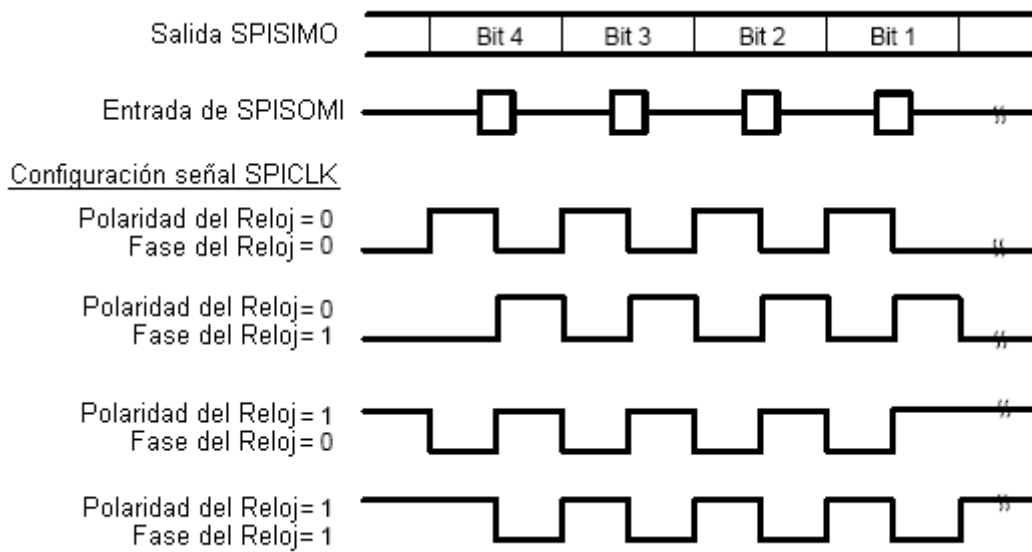 Salida SPISIMO
Bit 4 Bit 3 Bit 2 Bit 1
Entrada de SPISOMI
Configuración señal SPICLK
Polaridad del Reloj = 0
Fase del Reloj = 0
Polaridad del Reloj= 0
Fase del Reloj= 1
Polaridad del Reloj= 1
Fase del Reloj= 0
Polaridad del Reloj= 1
Fase del Reloj= 1